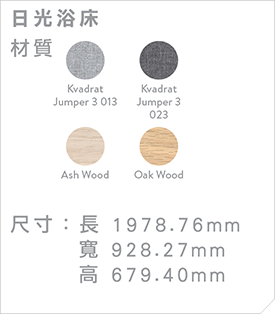 日光浴床
材質
Kvadrat
Jumper 3 013
Kvadrat
Jumper 3
023
Ash Wood
Oak Wood
尺寸：長 1978.76mm
寬 928.27mm
高 679.40mm